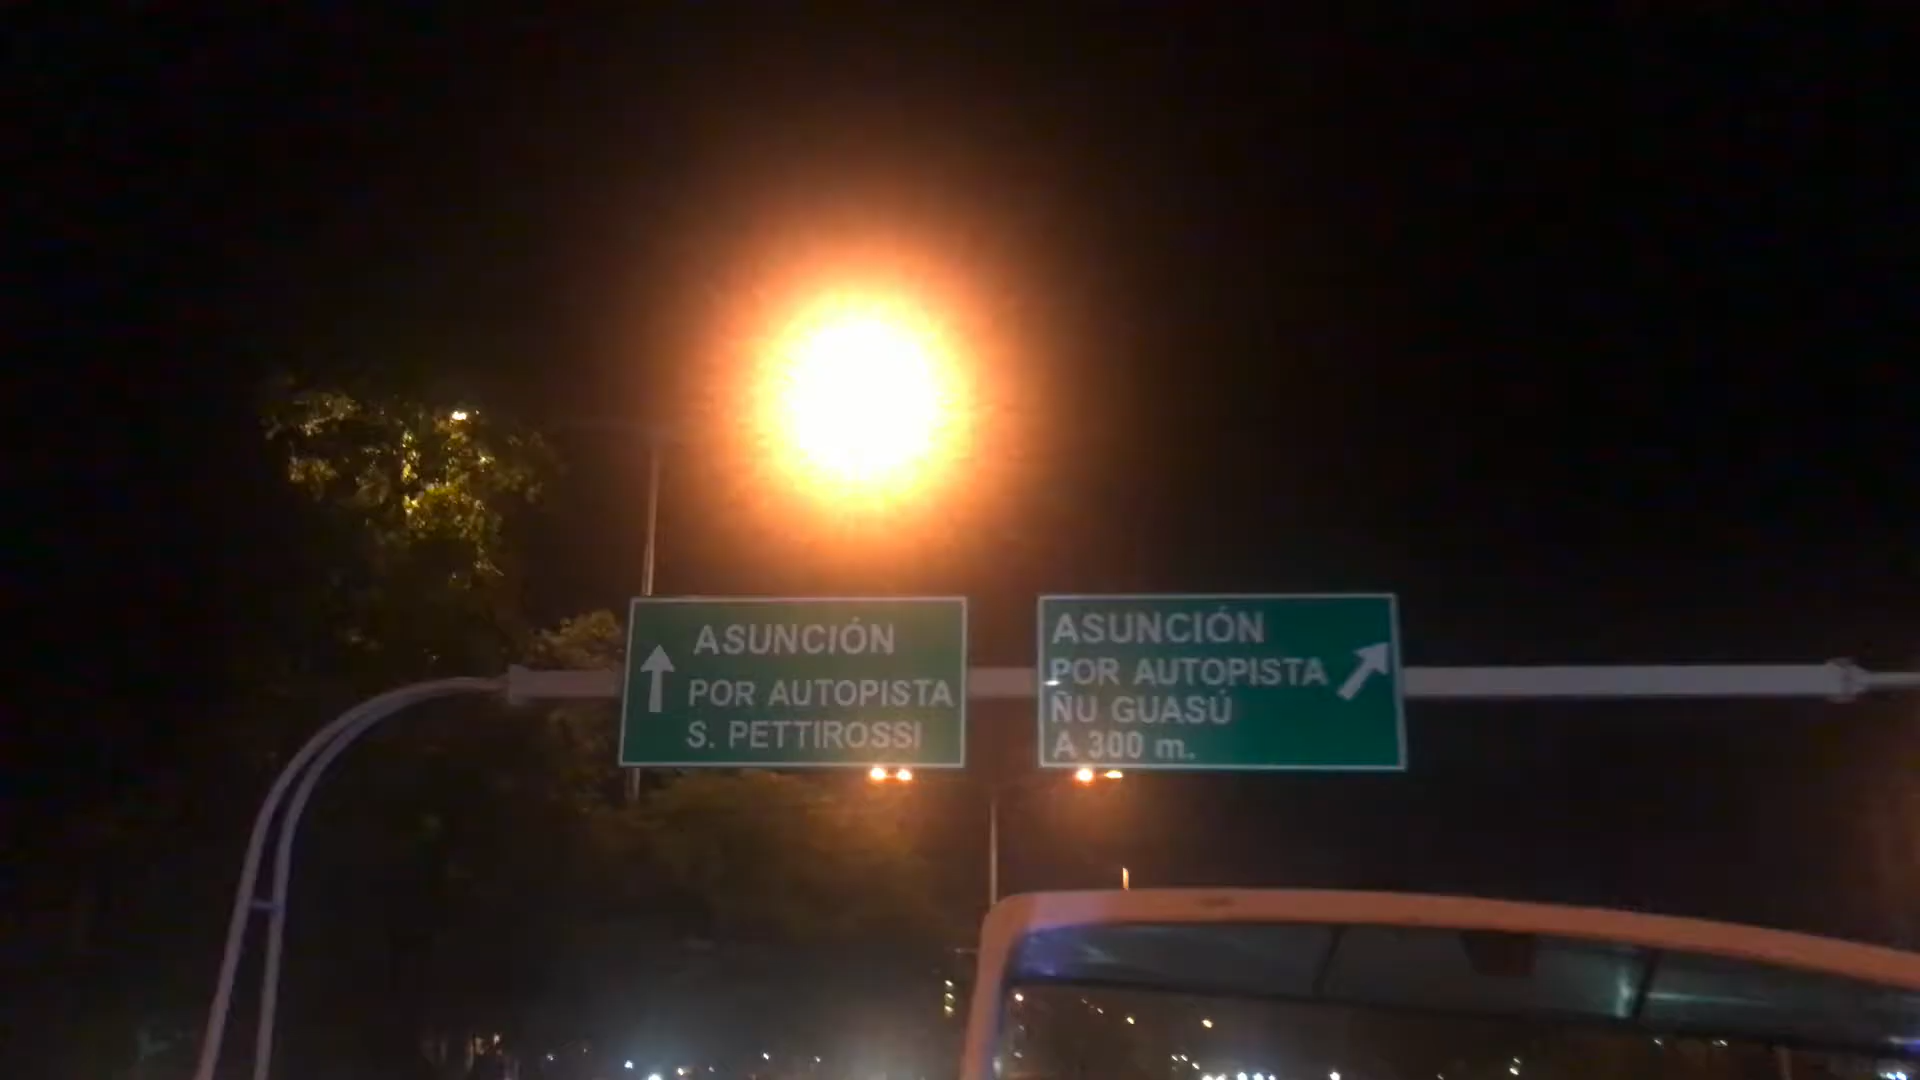 ASUNCIÓN
POR AUTOPISTA
S. PETTIROSSI
ASUNCIÓN
POR AUTOPISTA
ÑU GUASÚ
A 300 m.